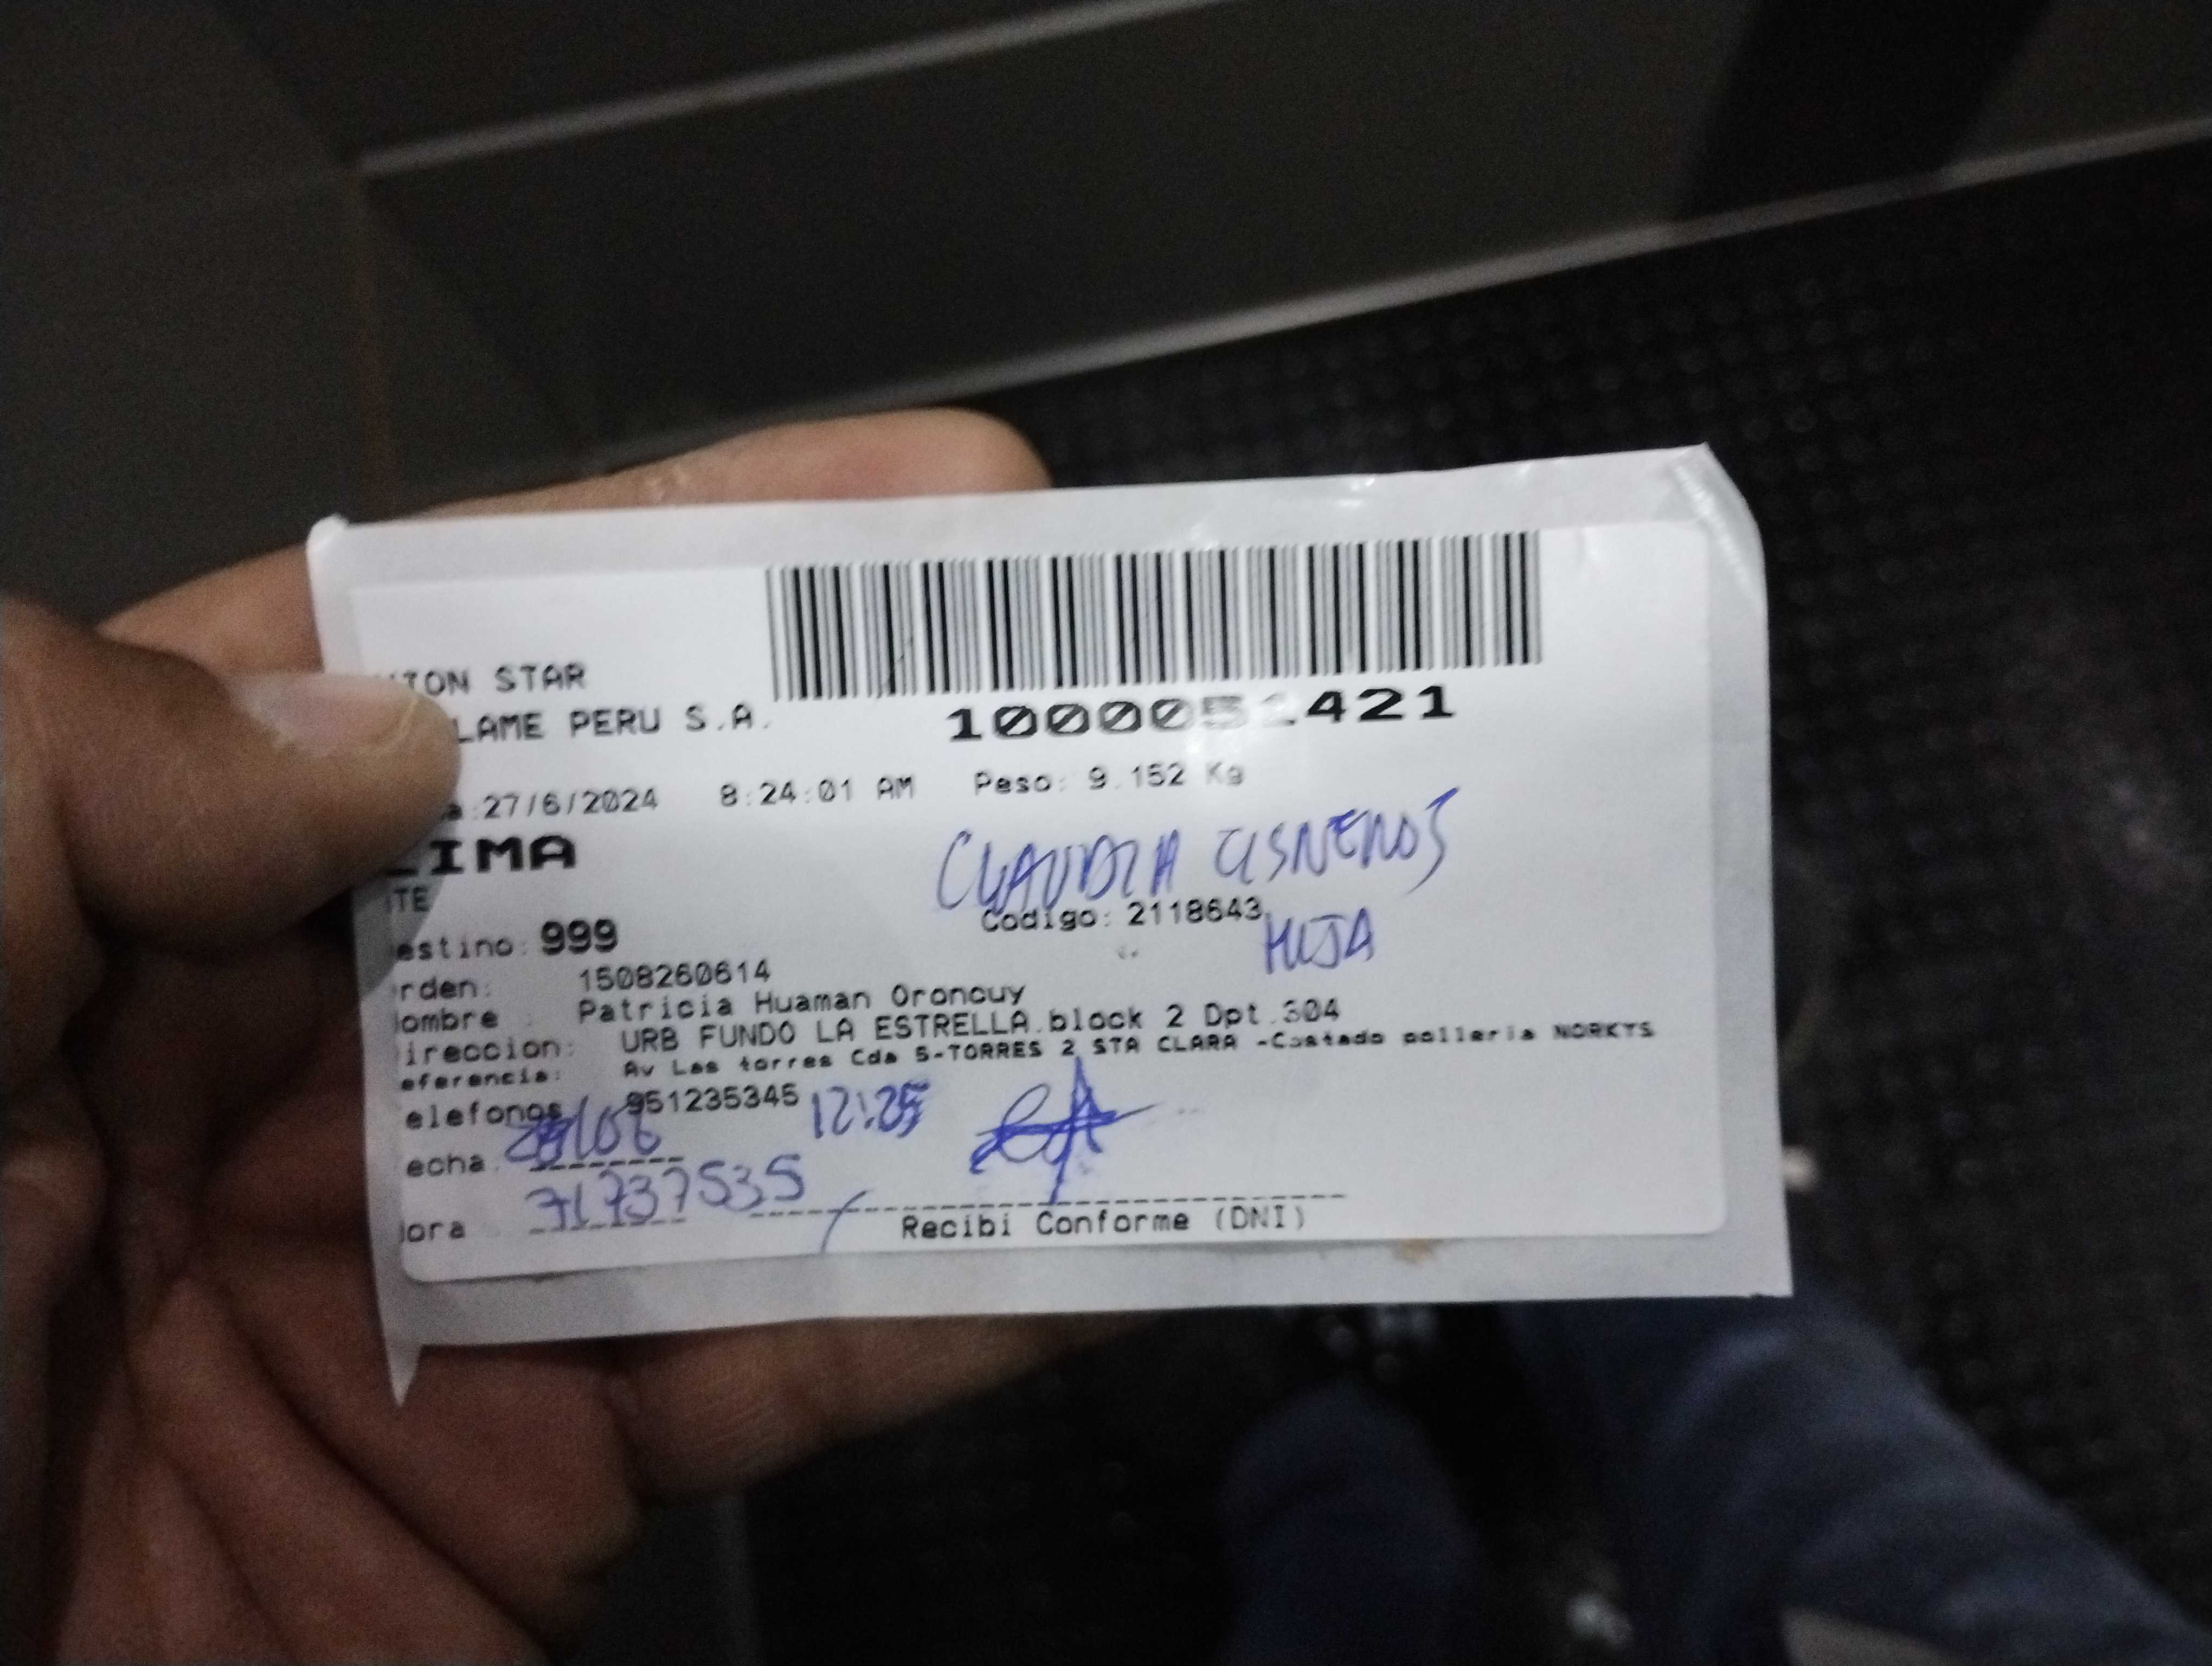 ION STAR
LAME PERU S.A.
421
a:27/6/2024 8:24:01 AM Peso: 9.152 Kg
IMA
TE
CLAUDIA CISNEROS
Codigo: 2118643
HIJA
estino: 999
rden: 1508260614
ombre : Patricia Huaman Oroncuy
ireccion: URB FUNDO LA ESTRELLA.block 2 Dpt.304
eferencia: Av Las torres Cda 5-TORRES 2 STA CLARA -Costado polleria NORKYS
elefonos 951235345
12:25
echa:
71737535
ora
Recibi Conforme (DNI)